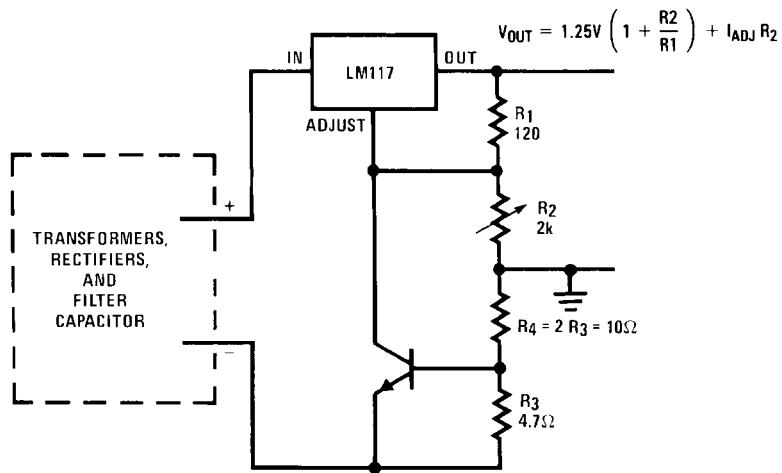 V_OUT = 1.25V (1 + R2/R1) + I_ADJ R_2
IN
LM117
OUT
ADJUST
R1
120
R2
2k
+
TRANSFORMERS,
RECTIFIERS,
AND
FILTER
CAPACITOR
−
R4 = 2 R3 = 10Ω
R3
4.7Ω